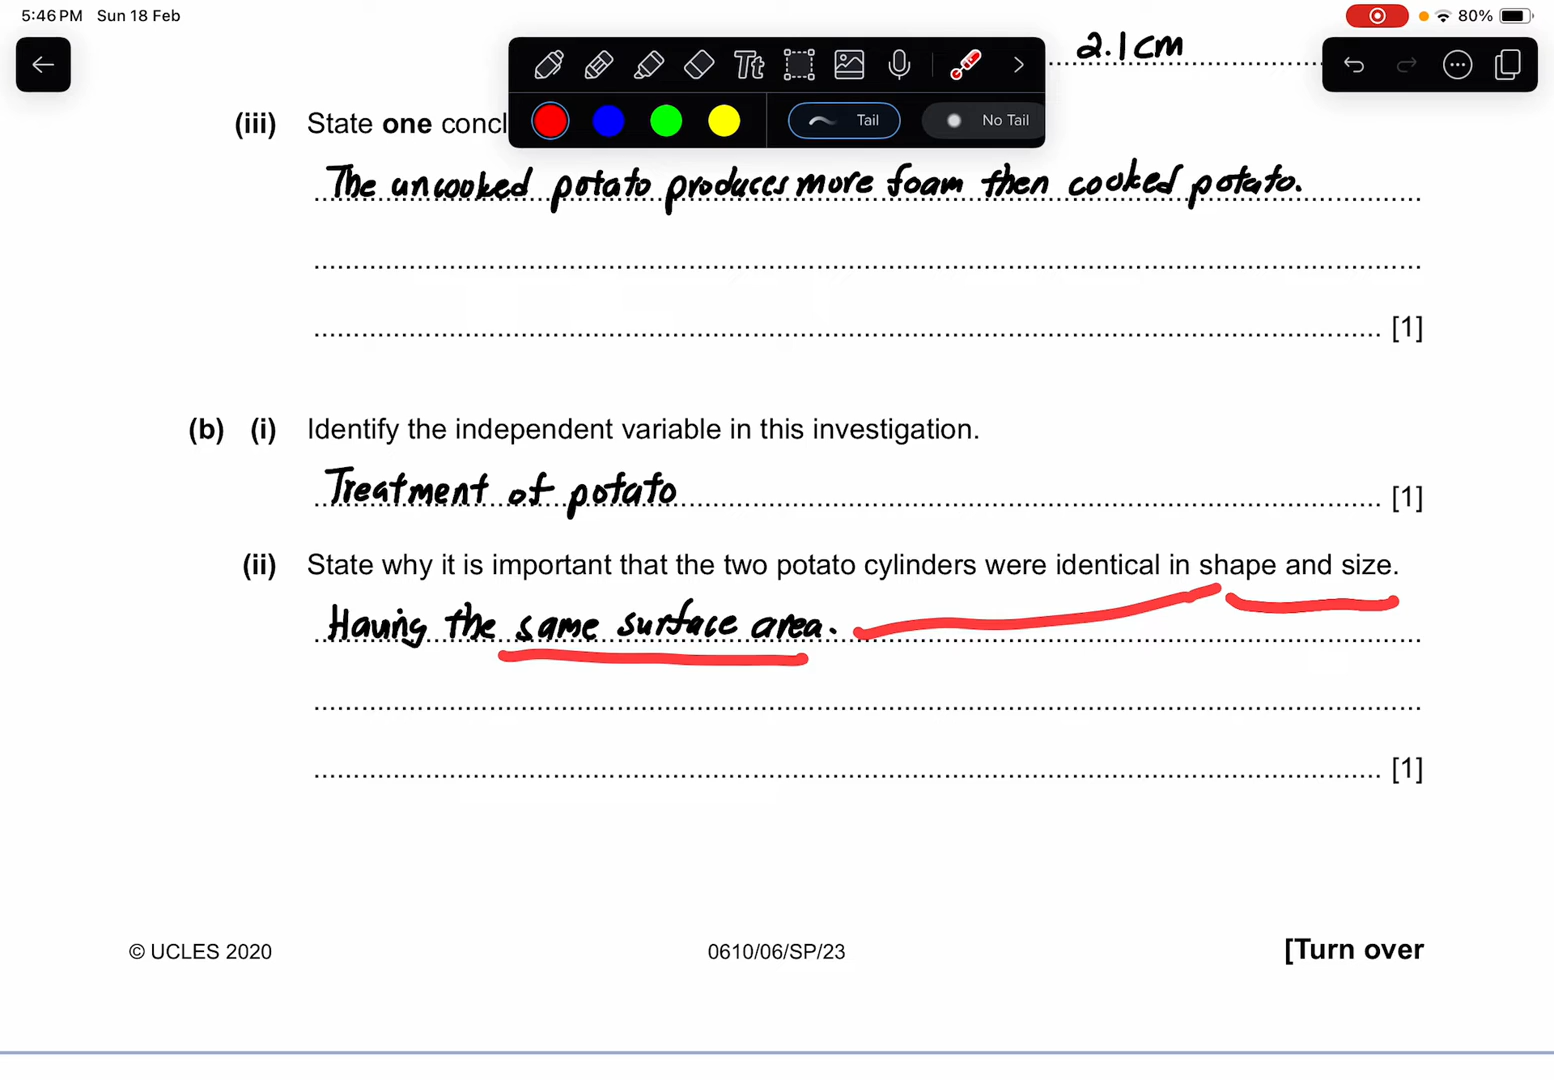 5:46 PM Sun 18 Feb
80%
2.1cm
Tt
Tail
No Tail
(iii) State one concl
The uncooked potato produces more foam then cooked potato.
[1]
(b) (i) Identify the independent variable in this investigation.
Treatment of potato
[1]
(ii) State why it is important that the two potato cylinders were identical in shape and size.
Having the same surface area.
[1]
© UCLES 2020
0610/06/SP/23
[Turn over